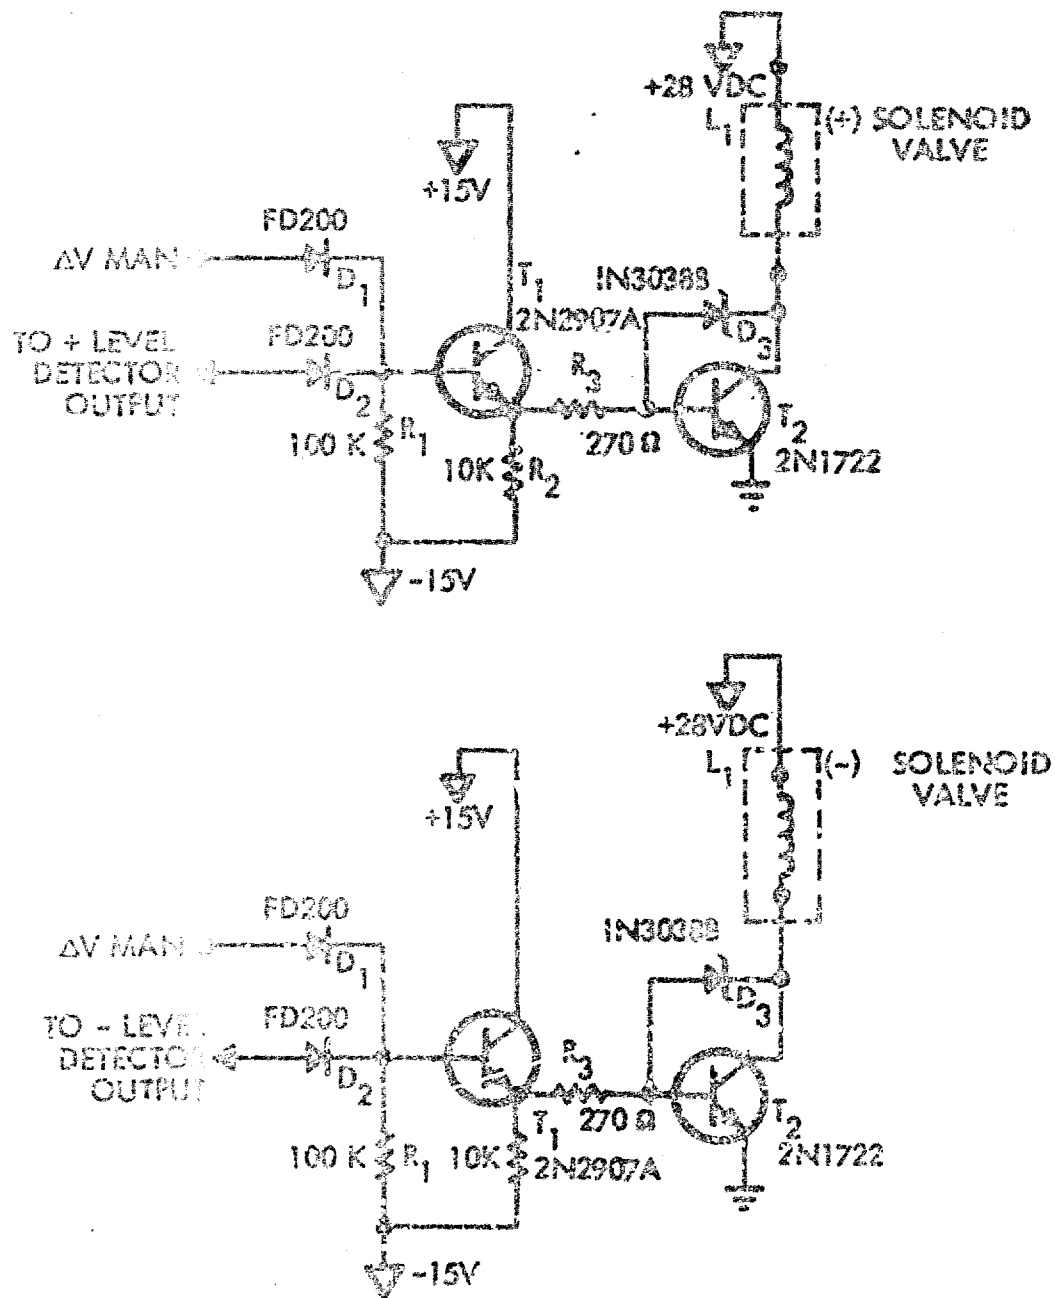 +28 VDC
L1
(+) SOLENOID
VALVE
+15V
FD200
ΔV MAN
D1
T1
2N2907A
IN3038B
D3
TO + LEVEL
DETECTOR
OUTPUT
FD200
D2
R3
270 Ω
T2
2N1722
100 K
R1
10K
R2
-15V
+28VDC
L1
(-) SOLENOID
VALVE
+15V
FD200
ΔV MAN
D1
IN3038B
D3
TO - LEVEL
DETECTOR
OUTPUT
FD200
D2
R3
270 Ω
T1
2N2907A
T2
2N1722
100 K
R1
10K
-15V